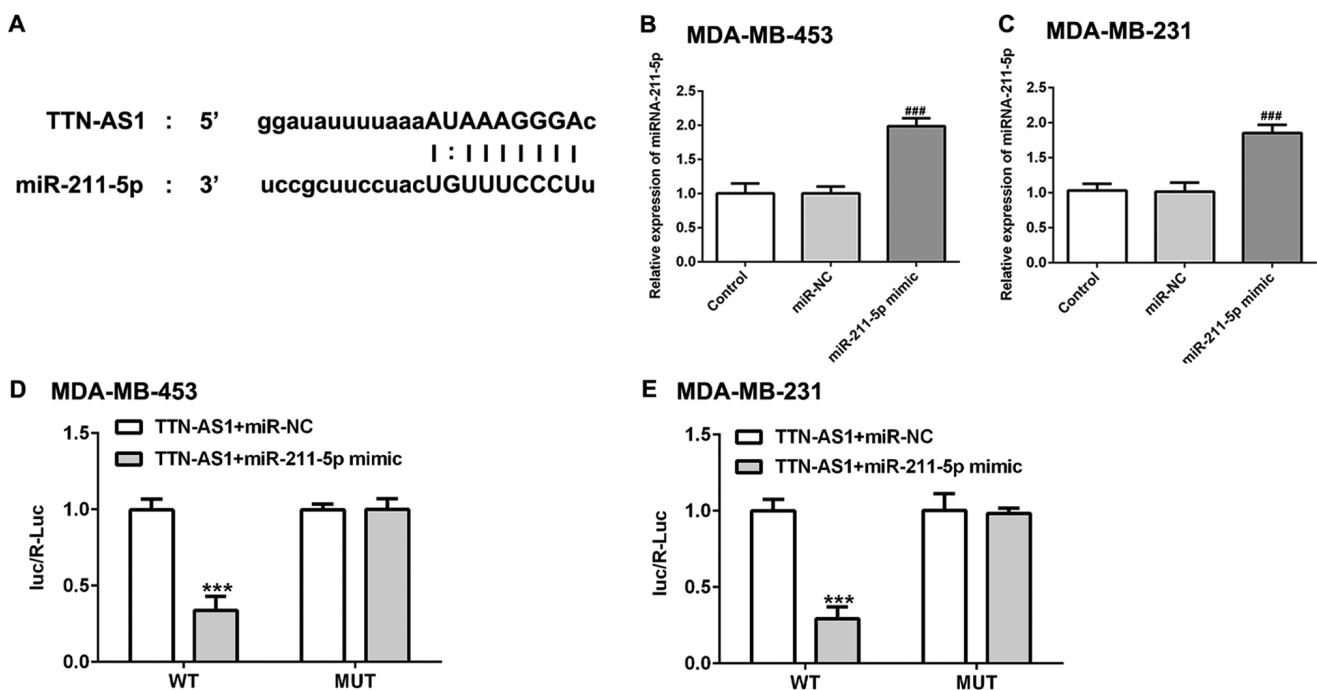 A
TTN-AS1 : 5’ ggauauuuuaaaAUAAAGGGAc
| : | | | | | | |
miR-211-5p : 3’ uccgcuuccuacUGUUUCCCUu
B MDA-MB-453
Relative expression of miRNA-211-5p
2.5
2.0
1.5
1.0
0.5
0.0
###
Control
miR-NC
miR-211-5p mimic
C MDA-MB-231
Relative expression of miRNA-211-5p
2.5
2.0
1.5
1.0
0.5
0.0
###
Control
miR-NC
miR-211-5p mimic
D MDA-MB-453
TTN-AS1+miR-NC
TTN-AS1+miR-211-5p mimic
luc/R-Luc
1.5
1.0
0.5
0.0
***
WT
MUT
E MDA-MB-231
TTN-AS1+miR-NC
TTN-AS1+miR-211-5p mimic
luc/R-Luc
1.5
1.0
0.5
0.0
***
WT
MUT